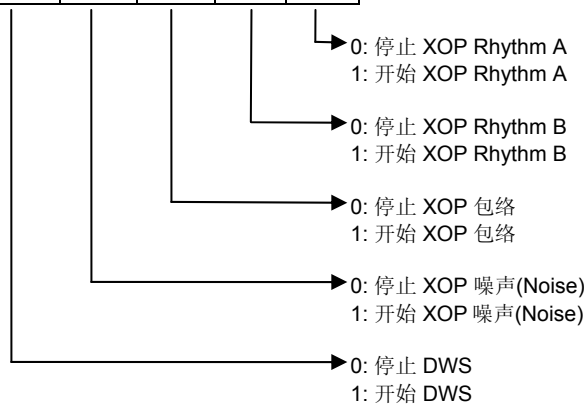 0: 停止 XOP Rhythm A
1: 开始 XOP Rhythm A
0: 停止 XOP Rhythm B
1: 开始 XOP Rhythm B
0: 停止 XOP 包络
1: 开始 XOP 包络
0: 停止 XOP 噪声(Noise)
1: 开始 XOP 噪声(Noise)
0: 停止 DWS
1: 开始 DWS